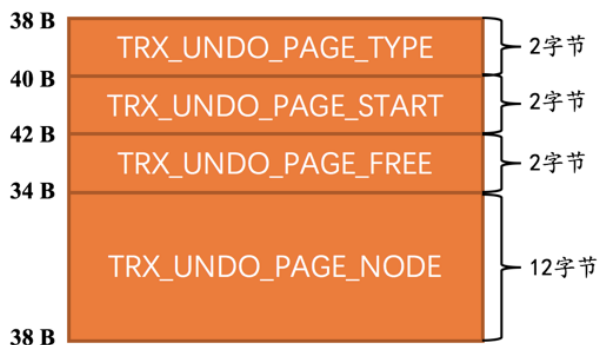 38 B
TRX_UNDO_PAGE_TYPE 2字节
40 B
TRX_UNDO_PAGE_START 2字节
42 B
TRX_UNDO_PAGE_FREE 2字节
34 B
TRX_UNDO_PAGE_NODE 12字节
38 B